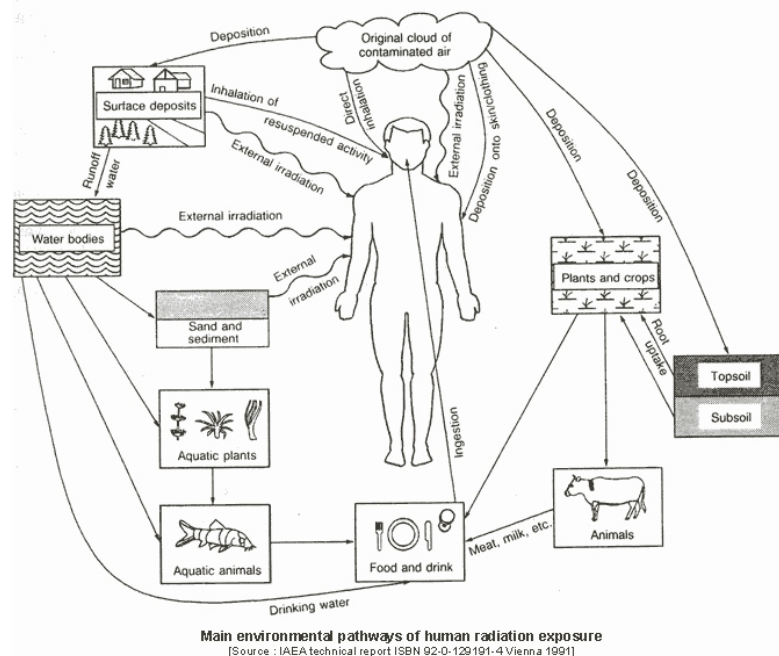 Original cloud of
contaminated air
Deposition
Surface deposits
Inhalation of
resuspended activity
Direct
inhalation
External irradiation
Deposition onto skin/clothing
Deposition
Deposition
External irradiation
Runoff
water
Water bodies
External irradiation
External
irradiation
Sand and
sediment
Plants and crops
Root
uptake
Topsoil
Subsoil
Aquatic plants
Ingestion
Aquatic animals
Food and drink
Meat, milk, etc.
Animals
Drinking water
Main environmental pathways of human radiation exposure
[Source : IAEA technical report ISBN 92-0-129191-4 Vienna 1991]